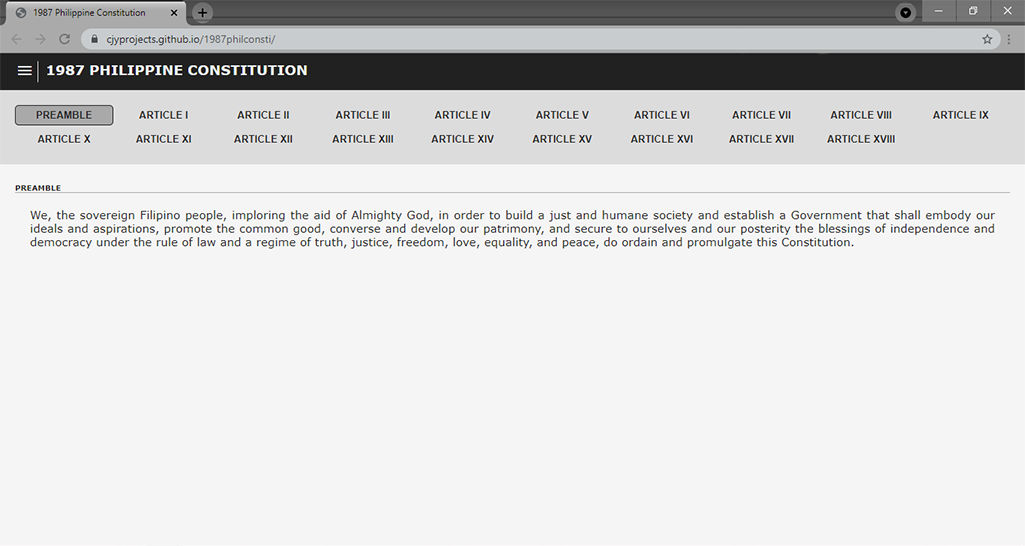 1987 Philippine Constitution
cjyprojects.github.io/1987philconsti/
1987 PHILIPPINE CONSTITUTION
PREAMBLE ARTICLE I ARTICLE II ARTICLE III ARTICLE IV ARTICLE V ARTICLE VI ARTICLE VII ARTICLE VIII ARTICLE IX
ARTICLE X ARTICLE XI ARTICLE XII ARTICLE XIII ARTICLE XIV ARTICLE XV ARTICLE XVI ARTICLE XVII ARTICLE XVIII
PREAMBLE
We, the sovereign Filipino people, imploring the aid of Almighty God, in order to build a just and humane society and establish a Government that shall embody our
ideals and aspirations, promote the common good, converse and develop our patrimony, and secure to ourselves and our posterity the blessings of independence and
democracy under the rule of law and a regime of truth, justice, freedom, love, equality, and peace, do ordain and promulgate this Constitution.